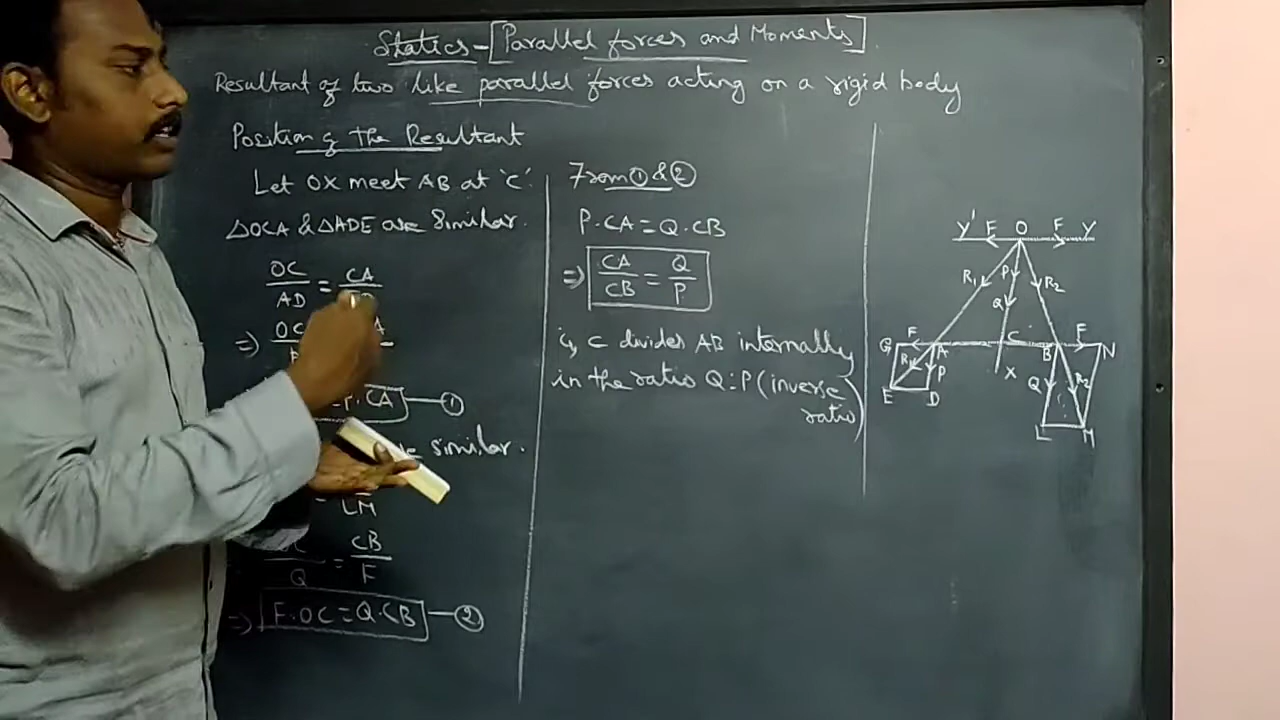 Statics - [Parallel forces and Moments]
Resultant of two like parallel forces acting on a rigid body
Position of the Resultant
Let OX meet AB at 'C'.
△OCA & △ADE are Similar.
OC/AD = CA/
⇒ OC/
P.CA — ①
similar.
LM
Q = CB/F
⇒ F.OC = Q.CB — ②
From ① & ②
P.CA = Q.CB
⇒ CA/CB = Q/P
C divides AB internally
in the ratio Q:P (inverse
ratio)
Y' F O F Y
R1 P R2
Q
G F A C B F N
R1 P X Q R2
E D
L M